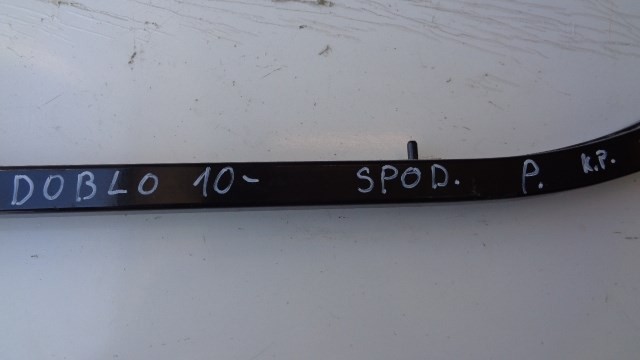 DOBLO 10- SPOD. P. K.P.